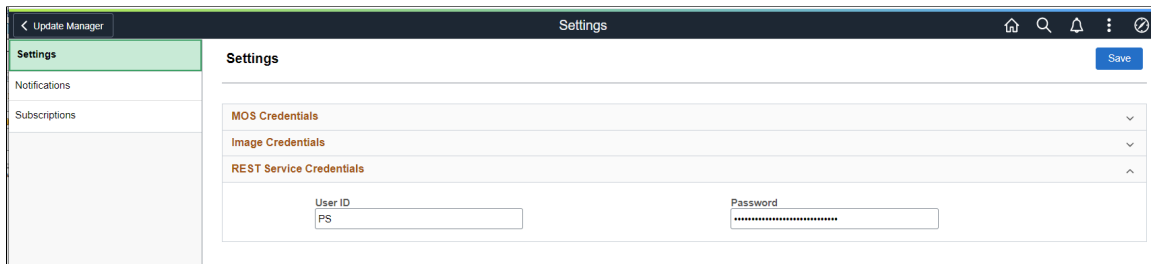 Update Manager
Settings
Settings
Notifications
Subscriptions
Settings
Save
MOS Credentials
Image Credentials
REST Service Credentials
User ID
PS
Password
••••••••••••••••••••••••••••••